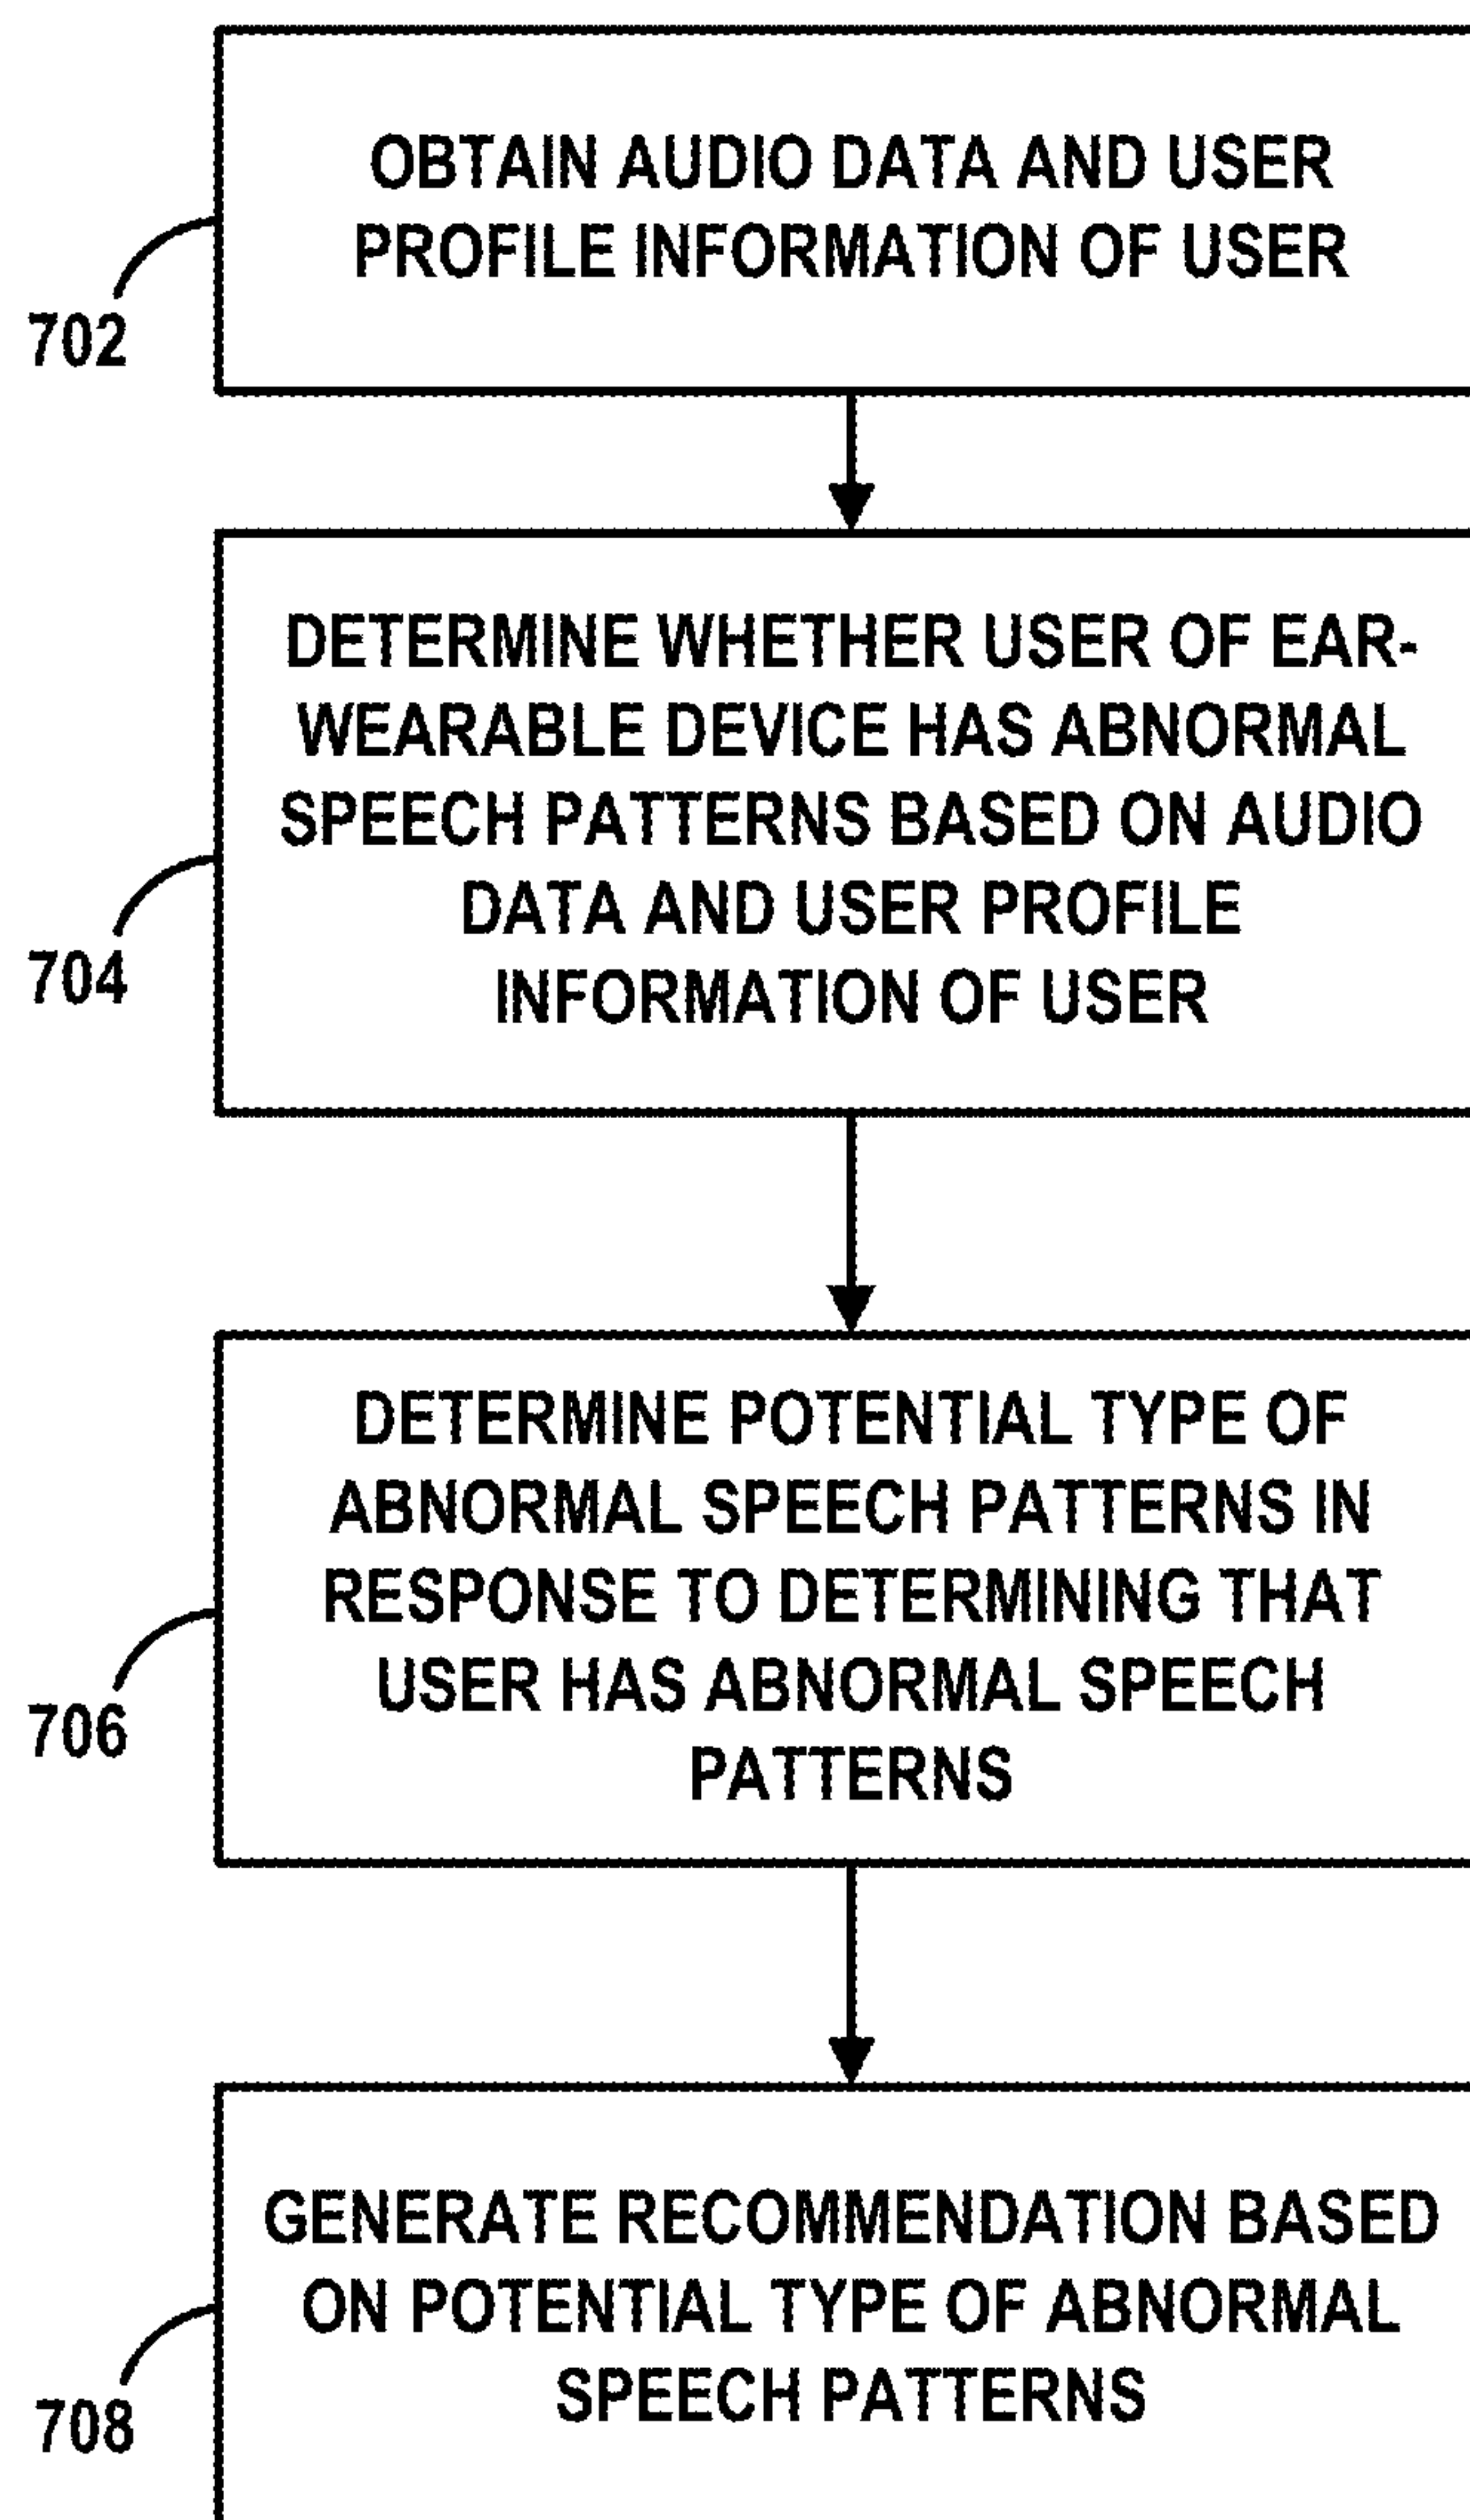 OBTAIN AUDIO DATA AND USER
PROFILE INFORMATION OF USER
702
DETERMINE WHETHER USER OF EAR-
WEARABLE DEVICE HAS ABNORMAL
SPEECH PATTERNS BASED ON AUDIO
DATA AND USER PROFILE
INFORMATION OF USER
704
DETERMINE POTENTIAL TYPE OF
ABNORMAL SPEECH PATTERNS IN
RESPONSE TO DETERMINING THAT
USER HAS ABNORMAL SPEECH
PATTERNS
706
GENERATE RECOMMENDATION BASED
ON POTENTIAL TYPE OF ABNORMAL
SPEECH PATTERNS
708